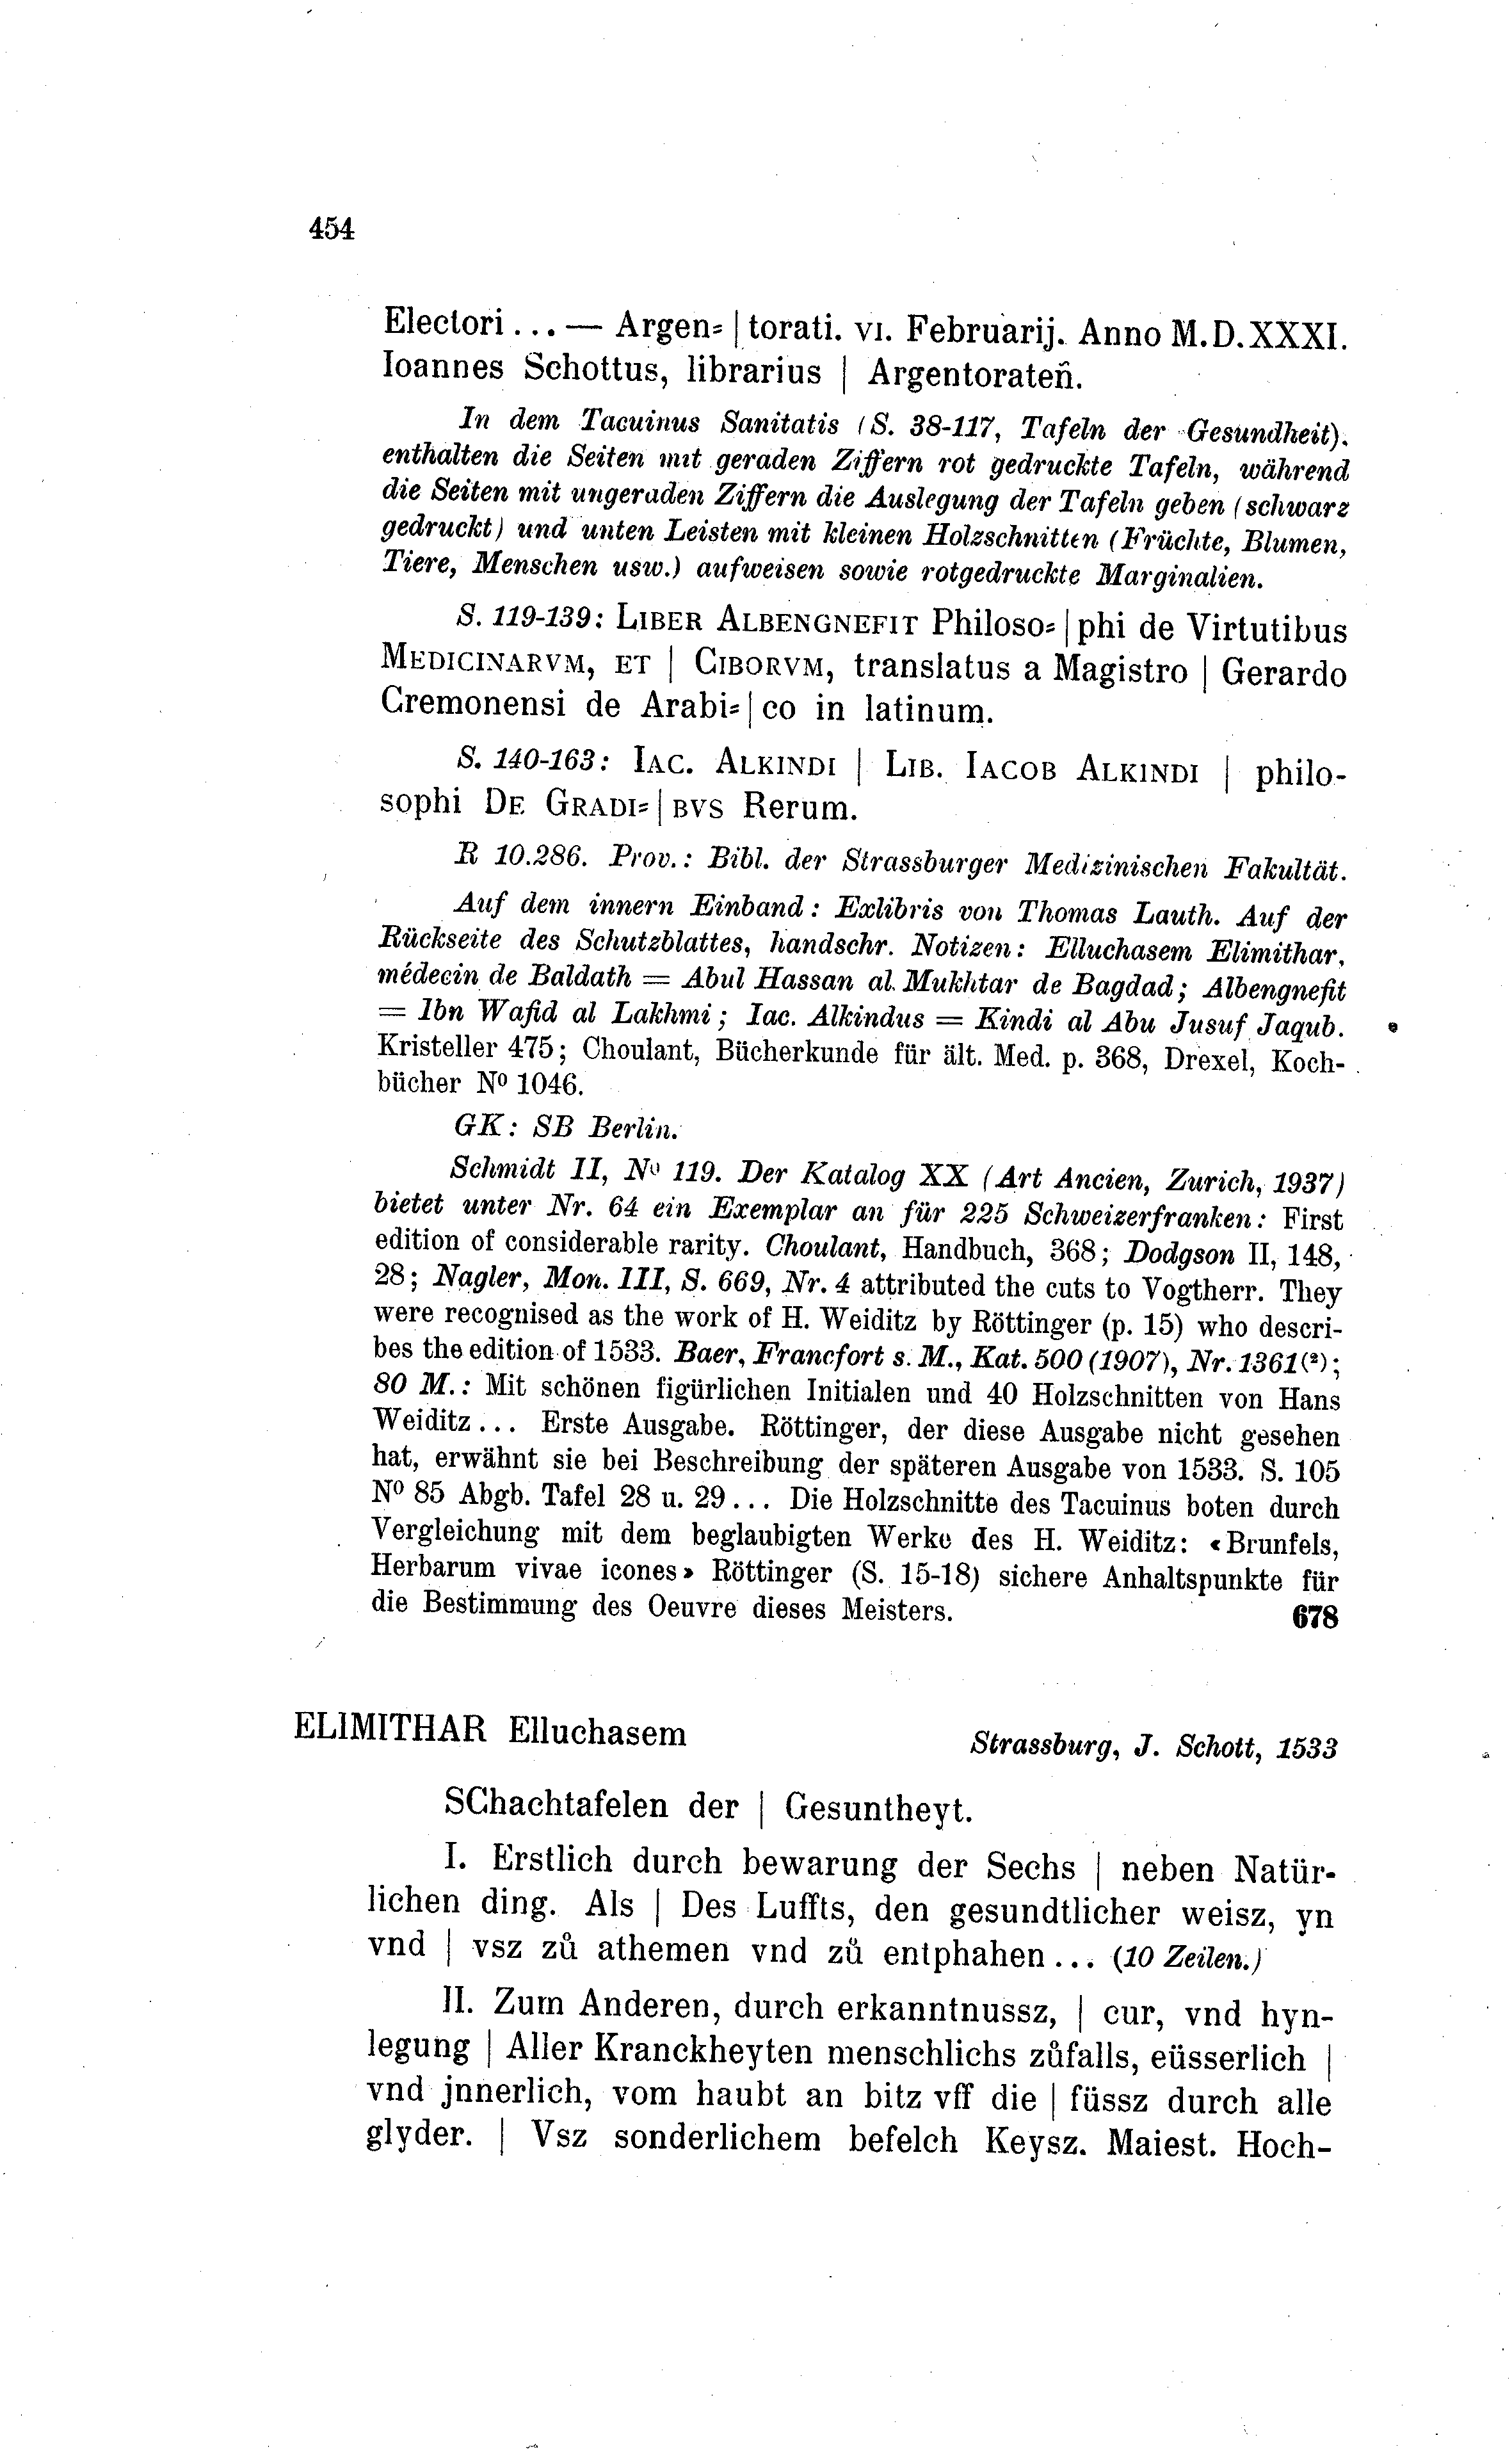 454
Electori . . . — Argen⸗ | torati. VI. Februarij. Anno M.D.XXXI.
Ioannes Schottus, librarius | Argentorateñ.
In dem Tacuinus Sanitatis (S. 38-117, Tafeln der Gesundheit).
enthalten die Seiten mit geraden Ziffern rot gedruckte Tafeln, während
die Seiten mit ungeraden Ziffern die Auslegung der Tafeln geben (schwarz
gedruckt) und unten Leisten mit kleinen Holzschnitten (Früchte, Blumen,
Tiere, Menschen usw.) aufweisen sowie rotgedruckte Marginalien.
S. 119-139: LIBER ALBENGNEFIT Philoso⸗ | phi de Virtutibus
MEDICINARVM, ET | CIBORVM, translatus a Magistro | Gerardo
Cremonensi de Arabi⸗ | co in latinum.
S. 140-163: IAC. ALKINDI | LIB. IACOB ALKINDI | philo-
sophi DE GRADI⸗ | BVS Rerum.
R 10.286. Prov.: Bibl. der Strassburger Medizinischen Fakultät.
Auf dem innern Einband: Exlibris von Thomas Lauth. Auf der
Rückseite des Schutzblattes, handschr. Notizen: Elluchasem Elimithar,
médecin de Baldath = Abul Hassan al. Mukhtar de Bagdad; Albengnefit
= Ibn Wafid al Lakhmi; Iac. Alkindus = Kindi al Abu Jusuf Jaqub.
Kristeller 475; Choulant, Bücherkunde für ält. Med. p. 368, Drexel, Koch-
bücher Nº 1046.
GK: SB Berlin.
Schmidt II, Nº 119. Der Katalog XX (Art Ancien, Zurich, 1937)
bietet unter Nr. 64 ein Exemplar an für 225 Schweizerfranken: First
edition of considerable rarity. Choulant, Handbuch, 368; Dodgson II, 148,
28; Nagler, Mon. III, S. 669, Nr. 4 attributed the cuts to Vogtherr. They
were recognised as the work of H. Weiditz by Röttinger (p. 15) who descri-
bes the edition of 1533. Baer, Francfort s. M., Kat. 500 (1907), Nr. 1361(²);
80 M.: Mit schönen figürlichen Initialen und 40 Holzschnitten von Hans
Weiditz . . . Erste Ausgabe. Röttinger, der diese Ausgabe nicht gesehen
hat, erwähnt sie bei Beschreibung der späteren Ausgabe von 1533. S. 105
Nº 85 Abgb. Tafel 28 u. 29 . . . Die Holzschnitte des Tacuinus boten durch
Vergleichung mit dem beglaubigten Werke des H. Weiditz: «Brunfels,
Herbarum vivae icones» Röttinger (S. 15-18) sichere Anhaltspunkte für
die Bestimmung des Oeuvre dieses Meisters. 678
ELIMITHAR Elluchasem Strassburg, J. Schott, 1533
SChachtafelen der | Gesuntheyt.
I. Erstlich durch bewarung der Sechs | neben Natür-
lichen ding. Als | Des Luffts, den gesundtlicher weisz, yn
vnd | vsz zů athemen vnd zů entphahen . . . (10 Zeilen.)
II. Zum Anderen, durch erkanntnussz, | cur, vnd hyn-
legung | Aller Kranckheyten menschlichs zůfalls, eüsserlich |
vnd jnnerlich, vom haubt an bitz vff die | füssz durch alle
glyder. | Vsz sonderlichem befelch Keysz. Maiest. Hoch-